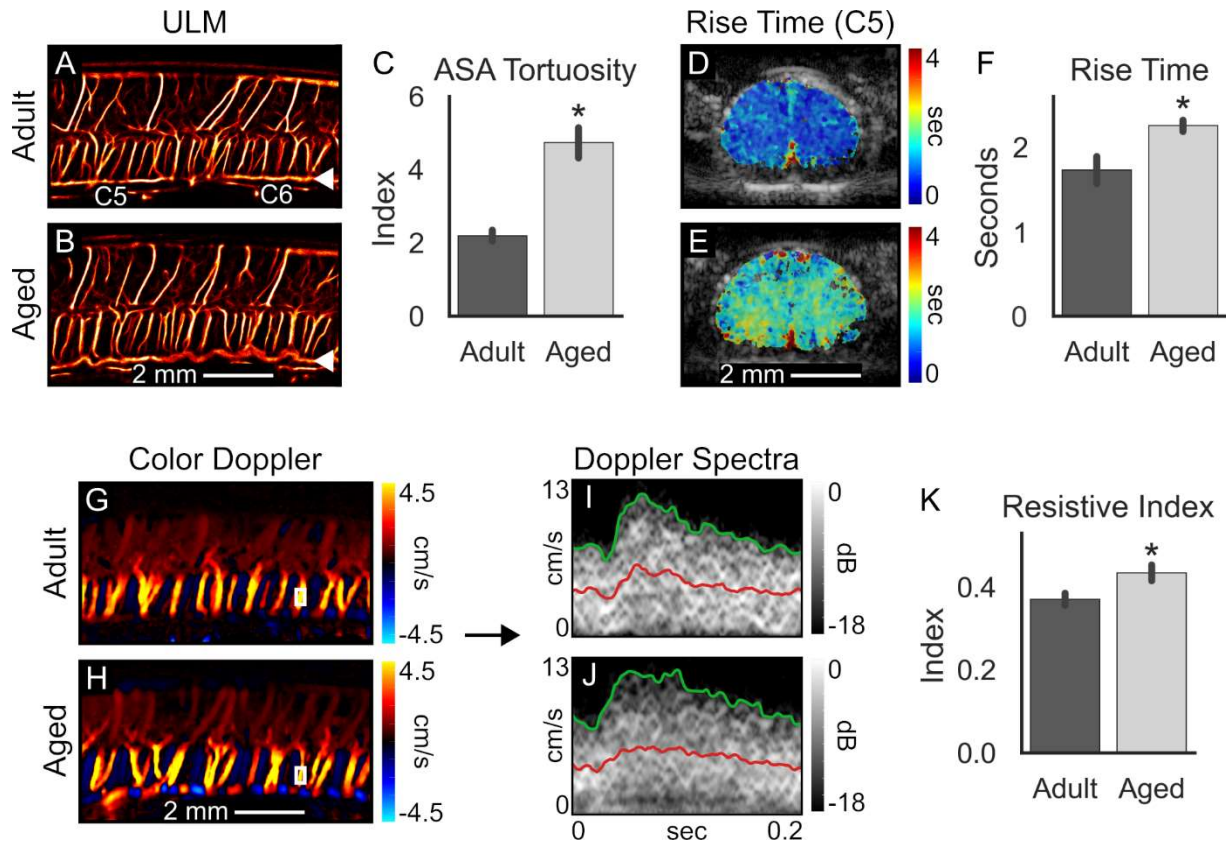 ULM
Rise Time (C5)
A
Adult
C5
C6
B
Aged
2 mm
C
ASA Tortuosity
Index
6
4
2
0
*
Adult
Aged
D
4
sec
0
E
4
sec
0
2 mm
F
Rise Time
Seconds
2
1
0
*
Adult
Aged
Color Doppler
Doppler Spectra
G
Adult
4.5
cm/s
-4.5
H
Aged
4.5
cm/s
-4.5
2 mm
I
13
cm/s
0
0
dB
-18
J
13
cm/s
0
0
dB
-18
0
sec
0.2
K
Resistive Index
Index
0.4
0.2
0.0
*
Adult
Aged